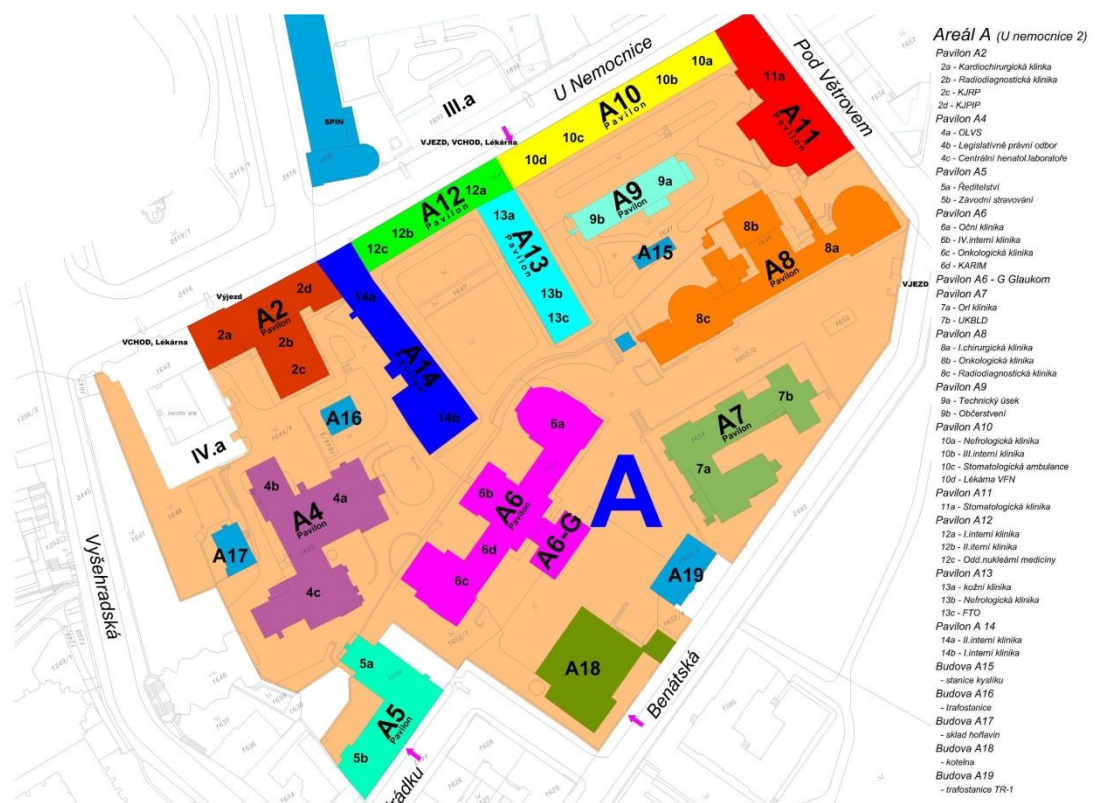 Areál A (U nemocnice 2)
Pavilon A2
2a - Kardiochirurgická klinka
2b - Radiodiagnostická klinika
2c - KJRP
2d - KJPIP
Pavilon A4
4a - OLVS
4b - Legislativně právní odbor
4c - Centrální henatol.laboratoře
Pavilon A5
5a - Ředitelství
5b - Závodní stravování
Pavilon A6
6a - Oční klinika
6b - IV.interní klinika
6c - Onkologická klinika
6d - KARIM
Pavilon A6 - G Glaukom
Pavilon A7
7a - Orl klinika
7b - UKBLD
Pavilon A8
8a - I.chirurgická klinika
8b - Onkologická klinika
8c - Radiodiagnostická klinika
Pavilon A9
9a - Technický úsek
9b - Občerstvení
Pavilon A10
10a - Nefrologická klinika
10b - III.interní klinika
10c - Stomatologická ambulance
10d - Lékárna VFN
Pavilon A11
11a - Stomatologická klinika
Pavilon A12
12a - I.interní klinika
12b - II.iterní klinika
12c - Odd.nukleární medicíny
Pavilon A13
13a - kožní klinika
13b - Nefrologická klinika
13c - FTO
Pavilon A 14
14a - II.interní klinika
14b - I.interní klinika
Budova A15
- stanice kyslíku
Budova A16
- trafostanice
Budova A17
- sklad hořlavin
Budova A18
- kotelna
Budova A19
- trafostanice TR-1
SPIN
III.a
U Nemocnice
Pod Větrovem
VJEZD, VCHOD, Lékárna
10a
10b
A10
Pavilon
10c
10d
11a
A11
Pavilon
12a
A12
Pavilon
12b
12c
13a
A13
Pavilon
13b
13c
9a
A9
Pavilon
9b
A15
8b
8a
A8
Pavilon
8c
VJEZD
Výjezd
VCHOD, Lékárna
2d
A2
Pavilon
2a
2b
2c
14a
A14
Pavilon
14b
A16
IV.a
4b
4a
A4
Pavilon
4c
A17
Vyšehradská
6a
6b
A6
Pavilon
6d
6c
A6-G
A
7b
A7
Pavilon
7a
A19
A18
Benátská
5a
A5
Pavilon
5b
hrádku